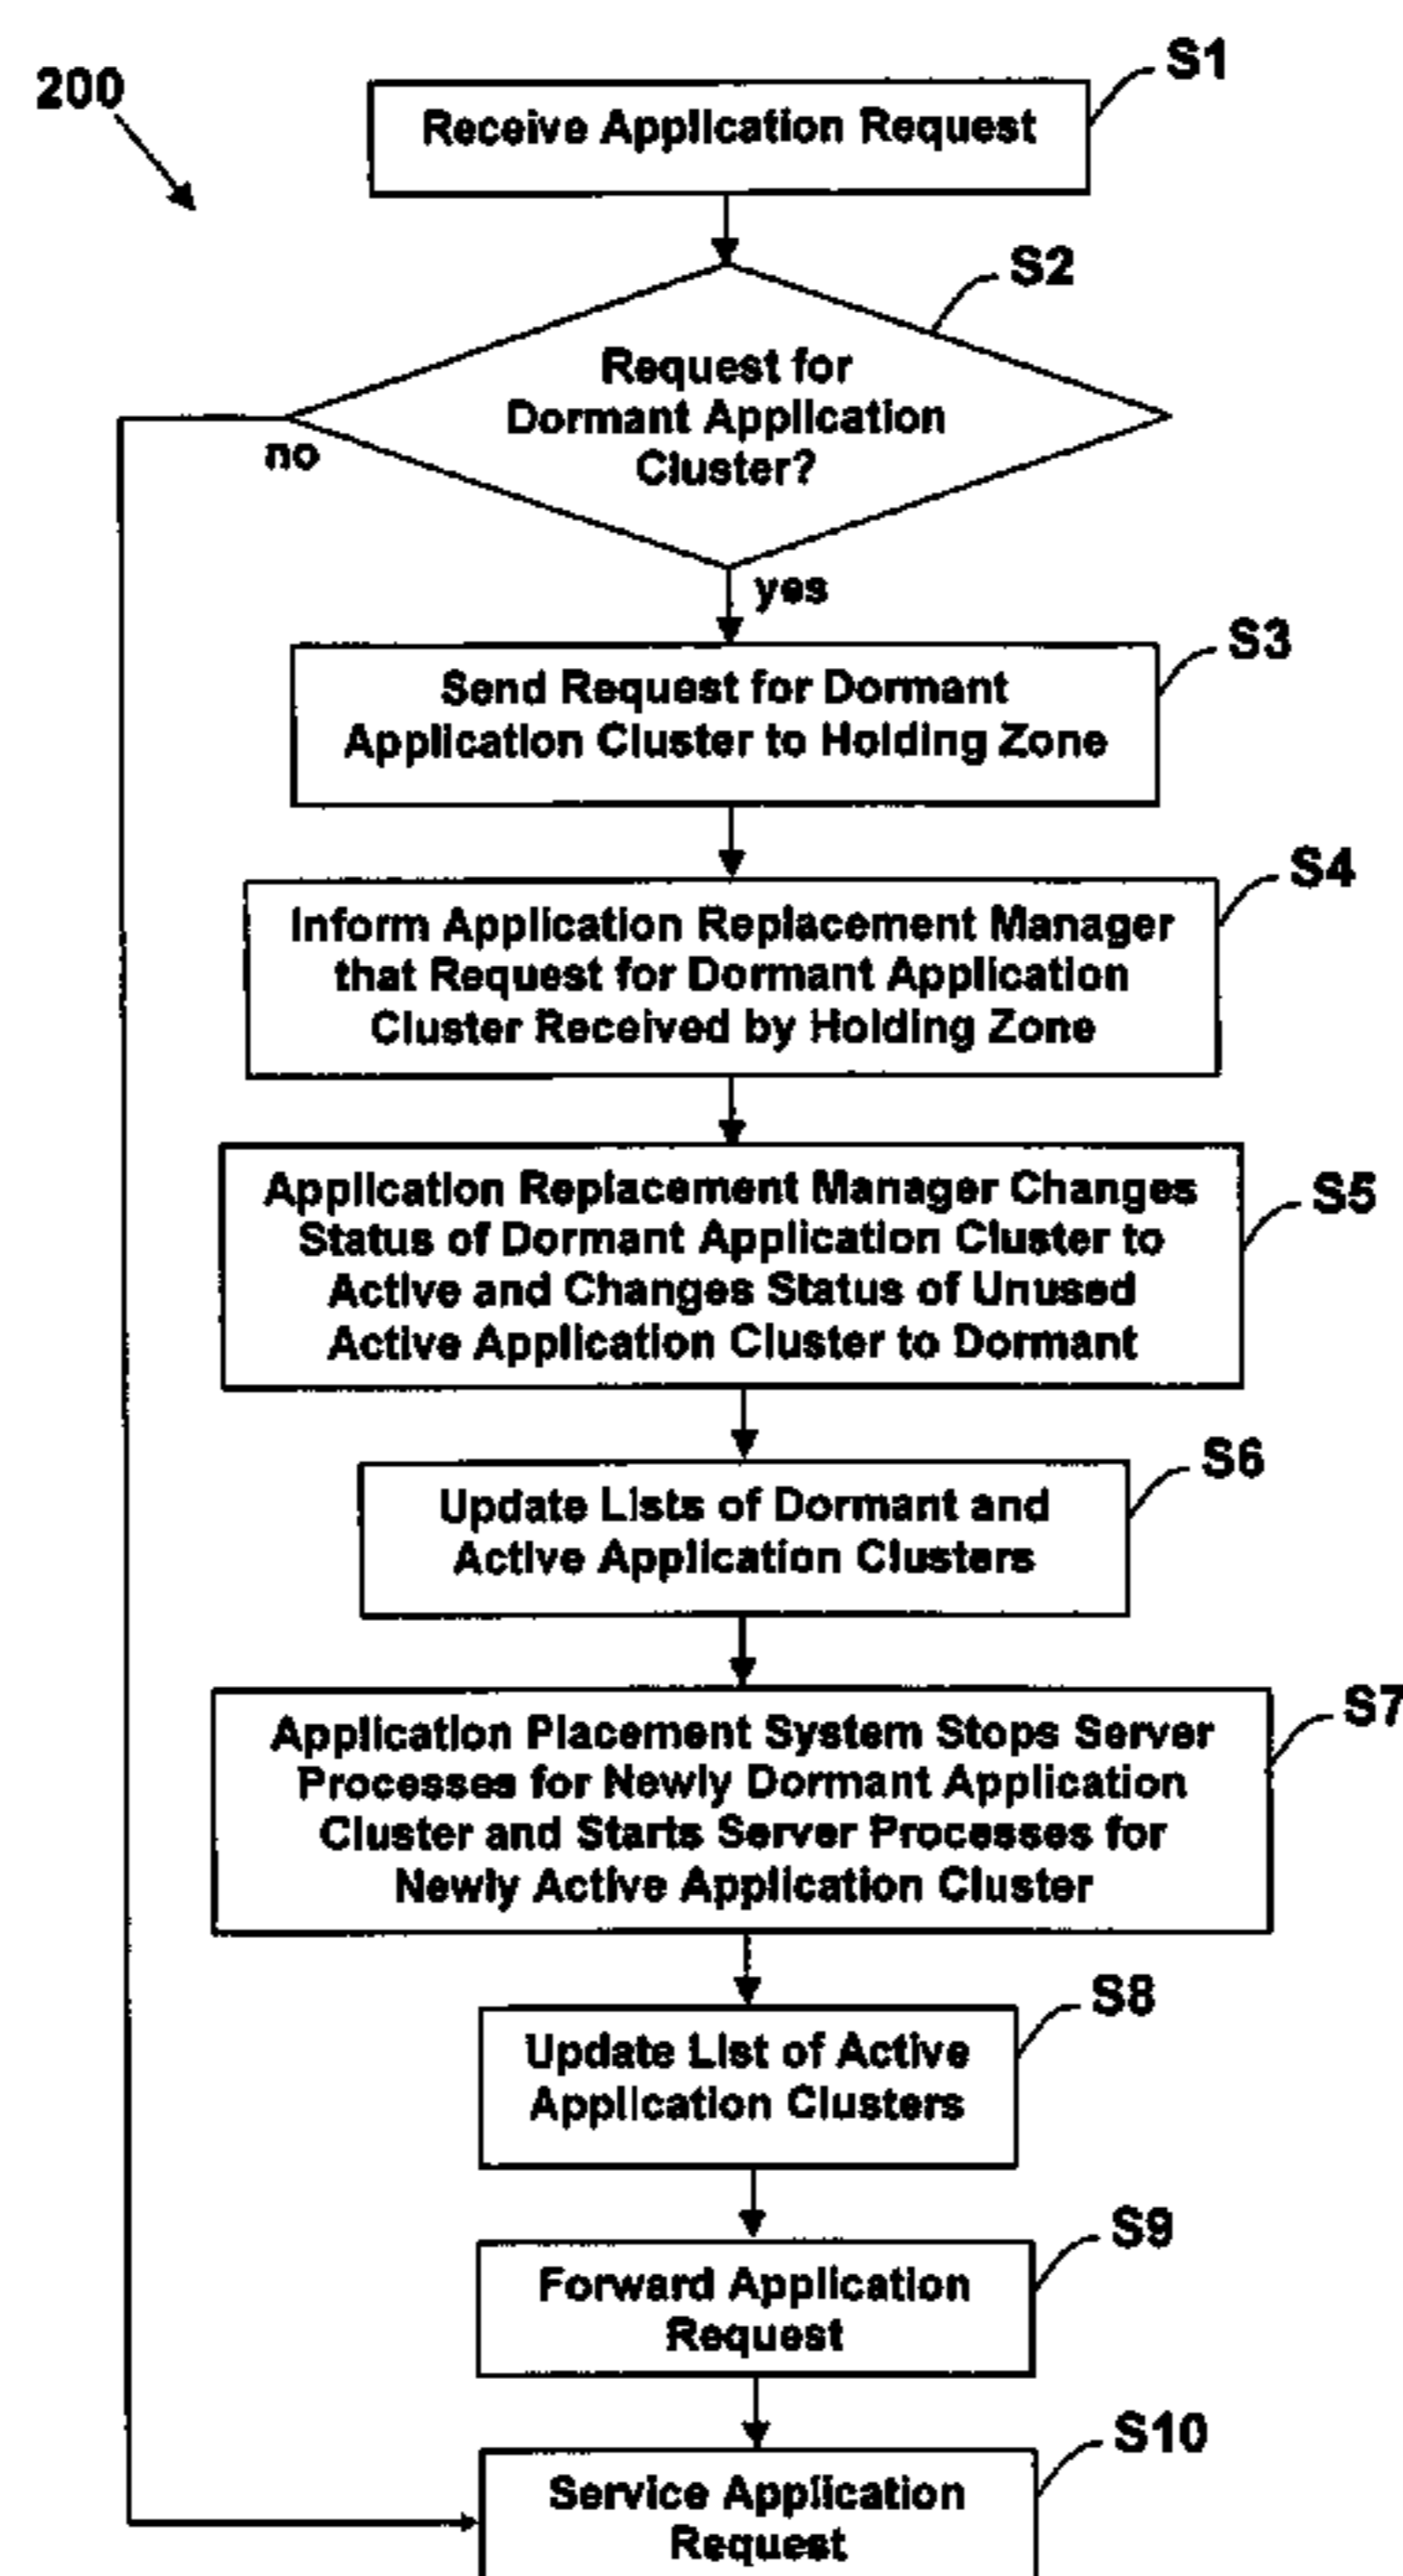 200
S1
Receive Application Request
S2
Request for
Dormant Application
Cluster?
no
yes
S3
Send Request for Dormant
Application Cluster to Holding Zone
S4
Inform Application Replacement Manager
that Request for Dormant Application
Cluster Received by Holding Zone
S5
Application Replacement Manager Changes
Status of Dormant Application Cluster to
Active and Changes Status of Unused
Active Application Cluster to Dormant
S6
Update Lists of Dormant and
Active Application Clusters
S7
Application Placement System Stops Server
Processes for Newly Dormant Application
Cluster and Starts Server Processes for
Newly Active Application Cluster
S8
Update List of Active
Application Clusters
S9
Forward Application
Request
S10
Service Application
Request